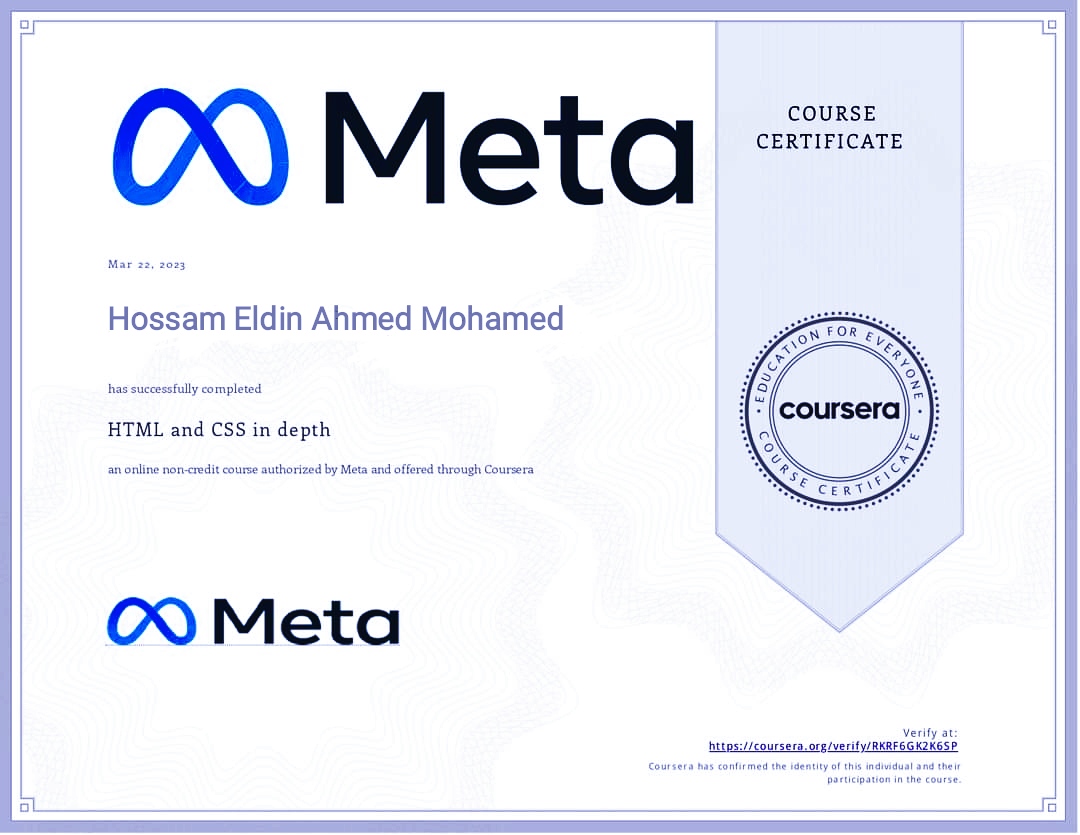 Meta
COURSE
CERTIFICATE
Mar 22, 2023
Hossam Eldin Ahmed Mohamed
has successfully completed
HTML and CSS in depth
an online non-credit course authorized by Meta and offered through Coursera
EDUCATION FOR EVERYONE
coursera
COURSE CERTIFICATE
Meta
Verify at:
https://coursera.org/verify/RKRF6GK2K6SP
Coursera has confirmed the identity of this individual and their
participation in the course.